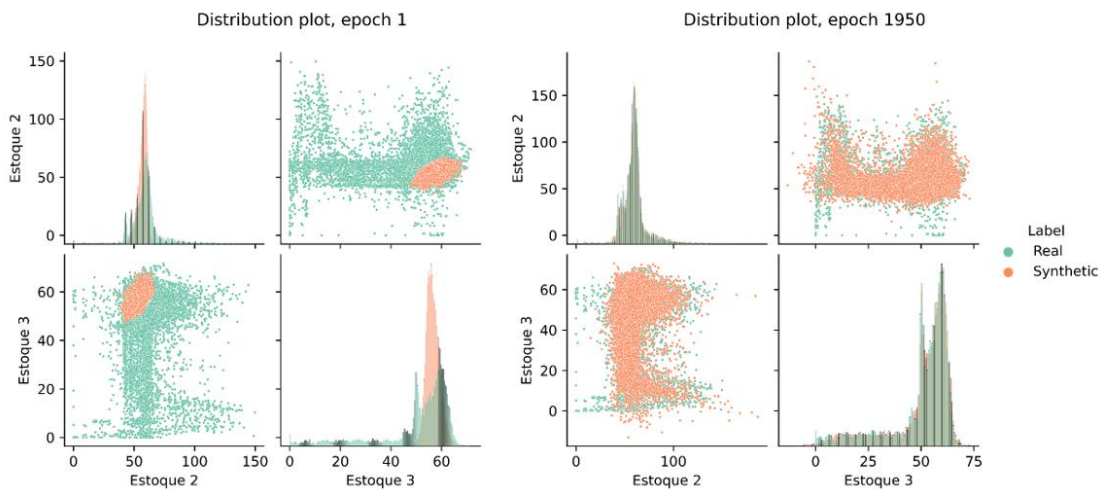 Distribution plot, epoch 1
Distribution plot, epoch 1950
150
100
50
0
Estoque 2
150
100
50
0
Estoque 2
Label
Real
Synthetic
60
40
20
0
Estoque 3
60
40
20
0
Estoque 3
0 50 100 150
Estoque 2
0 20 40 60
Estoque 3
0 100
Estoque 2
0 25 50 75
Estoque 3